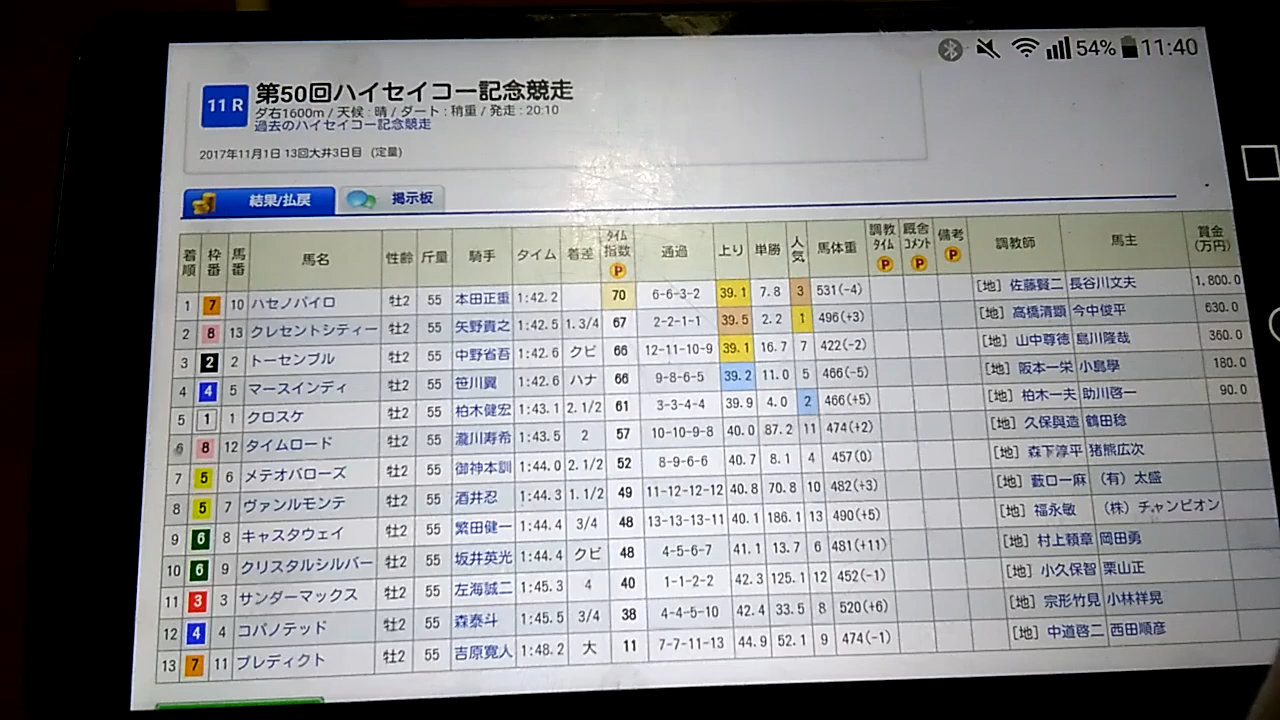 54% 11:40
11 R 第50回ハイセイコー記念競走
ダ右1600m / 天候 : 晴 / ダート : 稍重 / 発走 : 20:10
過去のハイセイコー記念競走
2017年11月1日 13回大井3日目 (定量)
結果/払戻 掲示板
着順 枠番 馬番 馬名 性齢 斤量 騎手 タイム 着差 タイム指数 P 通過 上り 単勝 人気 馬体重 調教タイム P 厩舎コメント P 備考 P 調教師 馬主 賞金(万円)
1 7 10 ハセノパイロ 牡2 55 本田正重 1:42.2 70 6-6-3-2 39.1 7.8 3 531(-4) [地] 佐藤賢二 長谷川文夫 1,800.0
2 8 13 クレセントシティー 牡2 55 矢野貴之 1:42.5 1.3/4 67 2-2-1-1 39.5 2.2 1 496(+3) [地] 高橋清顕 今中俊平 630.0
3 2 2 トーセンブル 牡2 55 中野省吾 1:42.6 クビ 66 12-11-10-9 39.1 16.7 7 422(-2) [地] 山中尊徳 島川隆哉 360.0
4 4 5 マースインディ 牡2 55 笹川翼 1:42.6 ハナ 66 9-8-6-5 39.2 11.0 5 466(-5) [地] 阪本一栄 小島學 180.0
5 1 1 クロスケ 牡2 55 柏木健宏 1:43.1 2.1/2 61 3-3-4-4 39.9 4.0 2 466(+5) [地] 柏木一夫 助川啓一 90.0
6 8 12 タイムロード 牡2 55 瀧川寿希 1:43.5 2 57 10-10-9-8 40.0 87.2 11 474(+2) [地] 久保與造 鶴田稔
7 5 6 メテオバローズ 牡2 55 御神本訓 1:44.0 2.1/2 52 8-9-6-6 40.7 8.1 4 457(0) [地] 森下淳平 猪熊広次
8 5 7 ヴァンルモンテ 牡2 55 酒井忍 1:44.3 1.1/2 49 11-12-12-12 40.8 70.8 10 482(+3) [地] 薮口一麻 (有) 太盛
9 6 8 キャスタウェイ 牡2 55 繁田健一 1:44.4 3/4 48 13-13-13-11 40.1 186.1 13 490(+5) [地] 福永敏 (株) チャンピオン
10 6 9 クリスタルシルバー 牡2 55 坂井英光 1:44.4 クビ 48 4-5-6-7 41.1 13.7 6 481(+11) [地] 村上頼章 岡田勇
11 3 3 サンダーマックス 牡2 55 左海誠二 1:45.3 4 40 1-1-2-2 42.3 125.1 12 452(-1) [地] 小久保智 栗山正
12 4 4 コパノテッド 牡2 55 森泰斗 1:45.5 3/4 38 4-4-5-10 42.4 33.5 8 520(+6) [地] 宗形竹見 小林祥晃
13 7 11 プレディクト 牡2 55 吉原寛人 1:48.2 大 11 7-7-11-13 44.9 52.1 9 474(-1) [地] 中道啓二 西田順彦